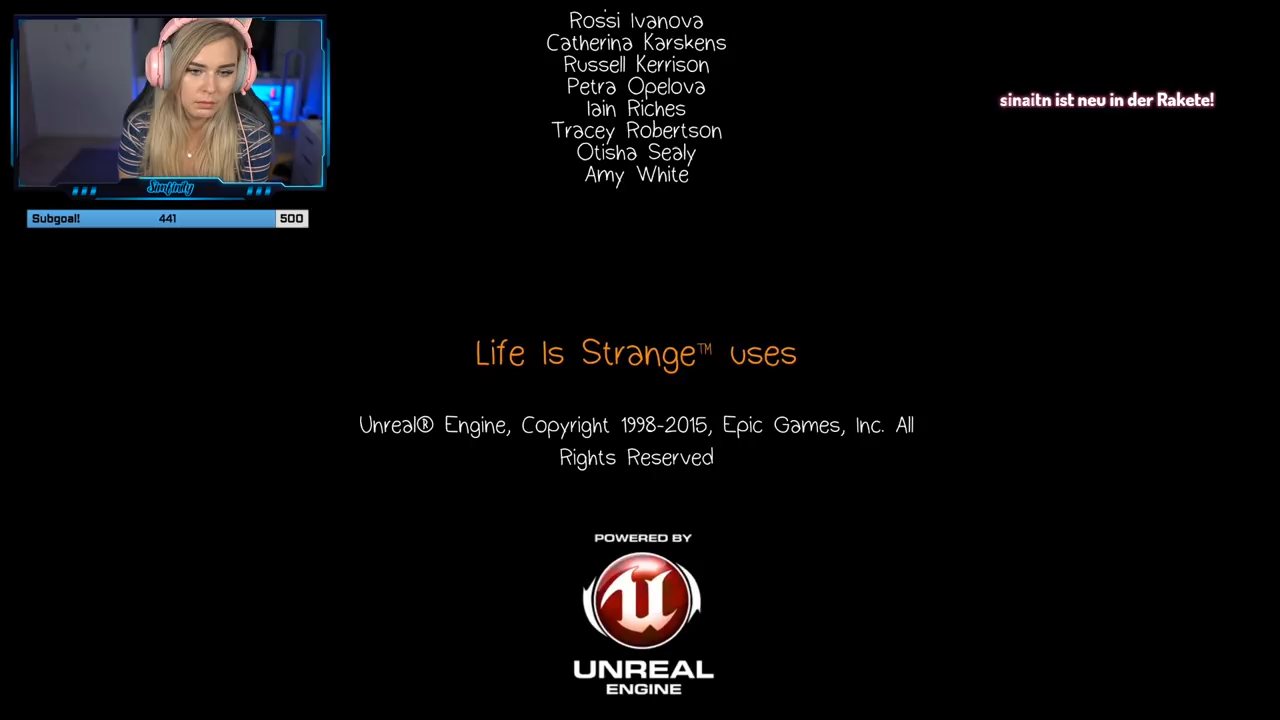 Rossi Ivanova
Catherina Karskens
Russell Kerrison
Petra Opelova
Iain Riches
Tracey Robertson
Otisha Sealy
Amy White
sinaitn ist neu in der Rakete!
Simfinity
Subgoal! 441 500
Life Is Strange™ uses
Unreal® Engine, Copyright 1998-2015, Epic Games, Inc. All
Rights Reserved
POWERED BY
UNREAL
ENGINE